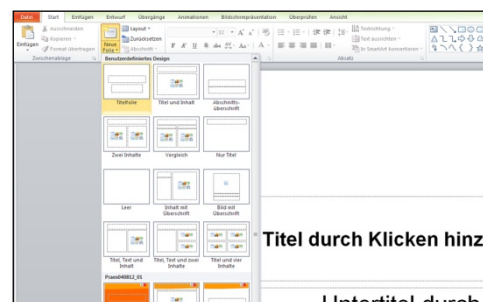 Datei Start Einfügen Entwurf Übergänge Animationen Bildschirmpräsentation Überprüfen Ansicht
Ausschneiden Layout Textrichtung
Kopieren Zurücksetzen Text ausrichten
Einfügen Format übertragen Neue Folie Abschnitt F K U S abc AV Aa A In SmartArt konvertieren
Zwischenablage Absatz
Benutzerdefiniertes Design
Titelfolie Titel und Inhalt Abschnitts-
überschrift
Zwei Inhalte Vergleich Nur Titel
Leer Inhalt mit Bild mit
Überschrift Überschrift
Titel, Text und Titel, Text und zwei Titel und vier
Inhalt Inhalte Inhalte
Titel durch Klicken hinz
Untertitel durch